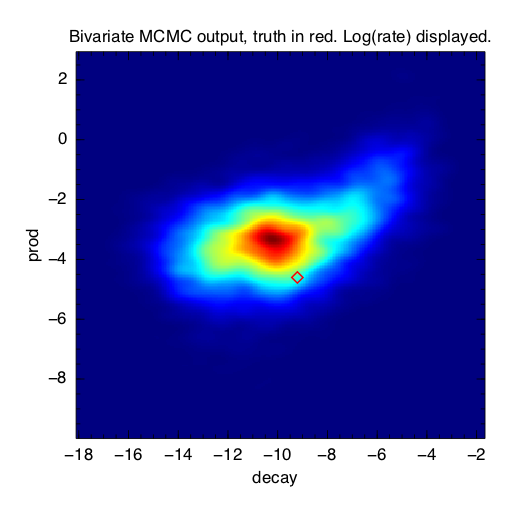 Bivariate MCMC output, truth in red. Log(rate) displayed.
2
0
−2
−4
−6
−8
prod
−18 −16 −14 −12 −10 −8 −6 −4 −2
decay